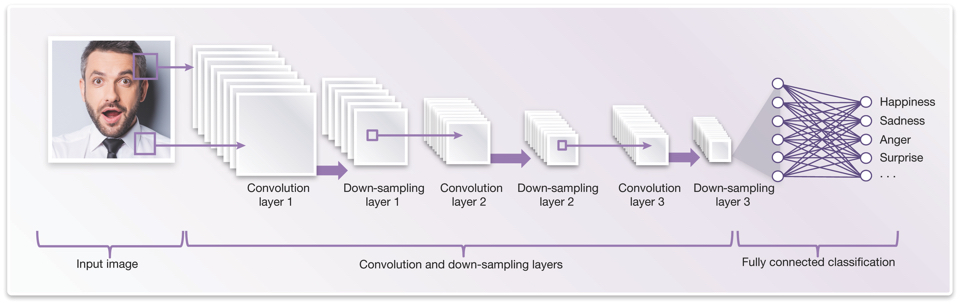 Happiness
Sadness
Anger
Surprise
. . .
Convolution
layer 1
Down-sampling
layer 1
Convolution
layer 2
Down-sampling
layer 2
Convolution
layer 3
Down-sampling
layer 3
Input image
Convolution and down-sampling layers
Fully connected classification